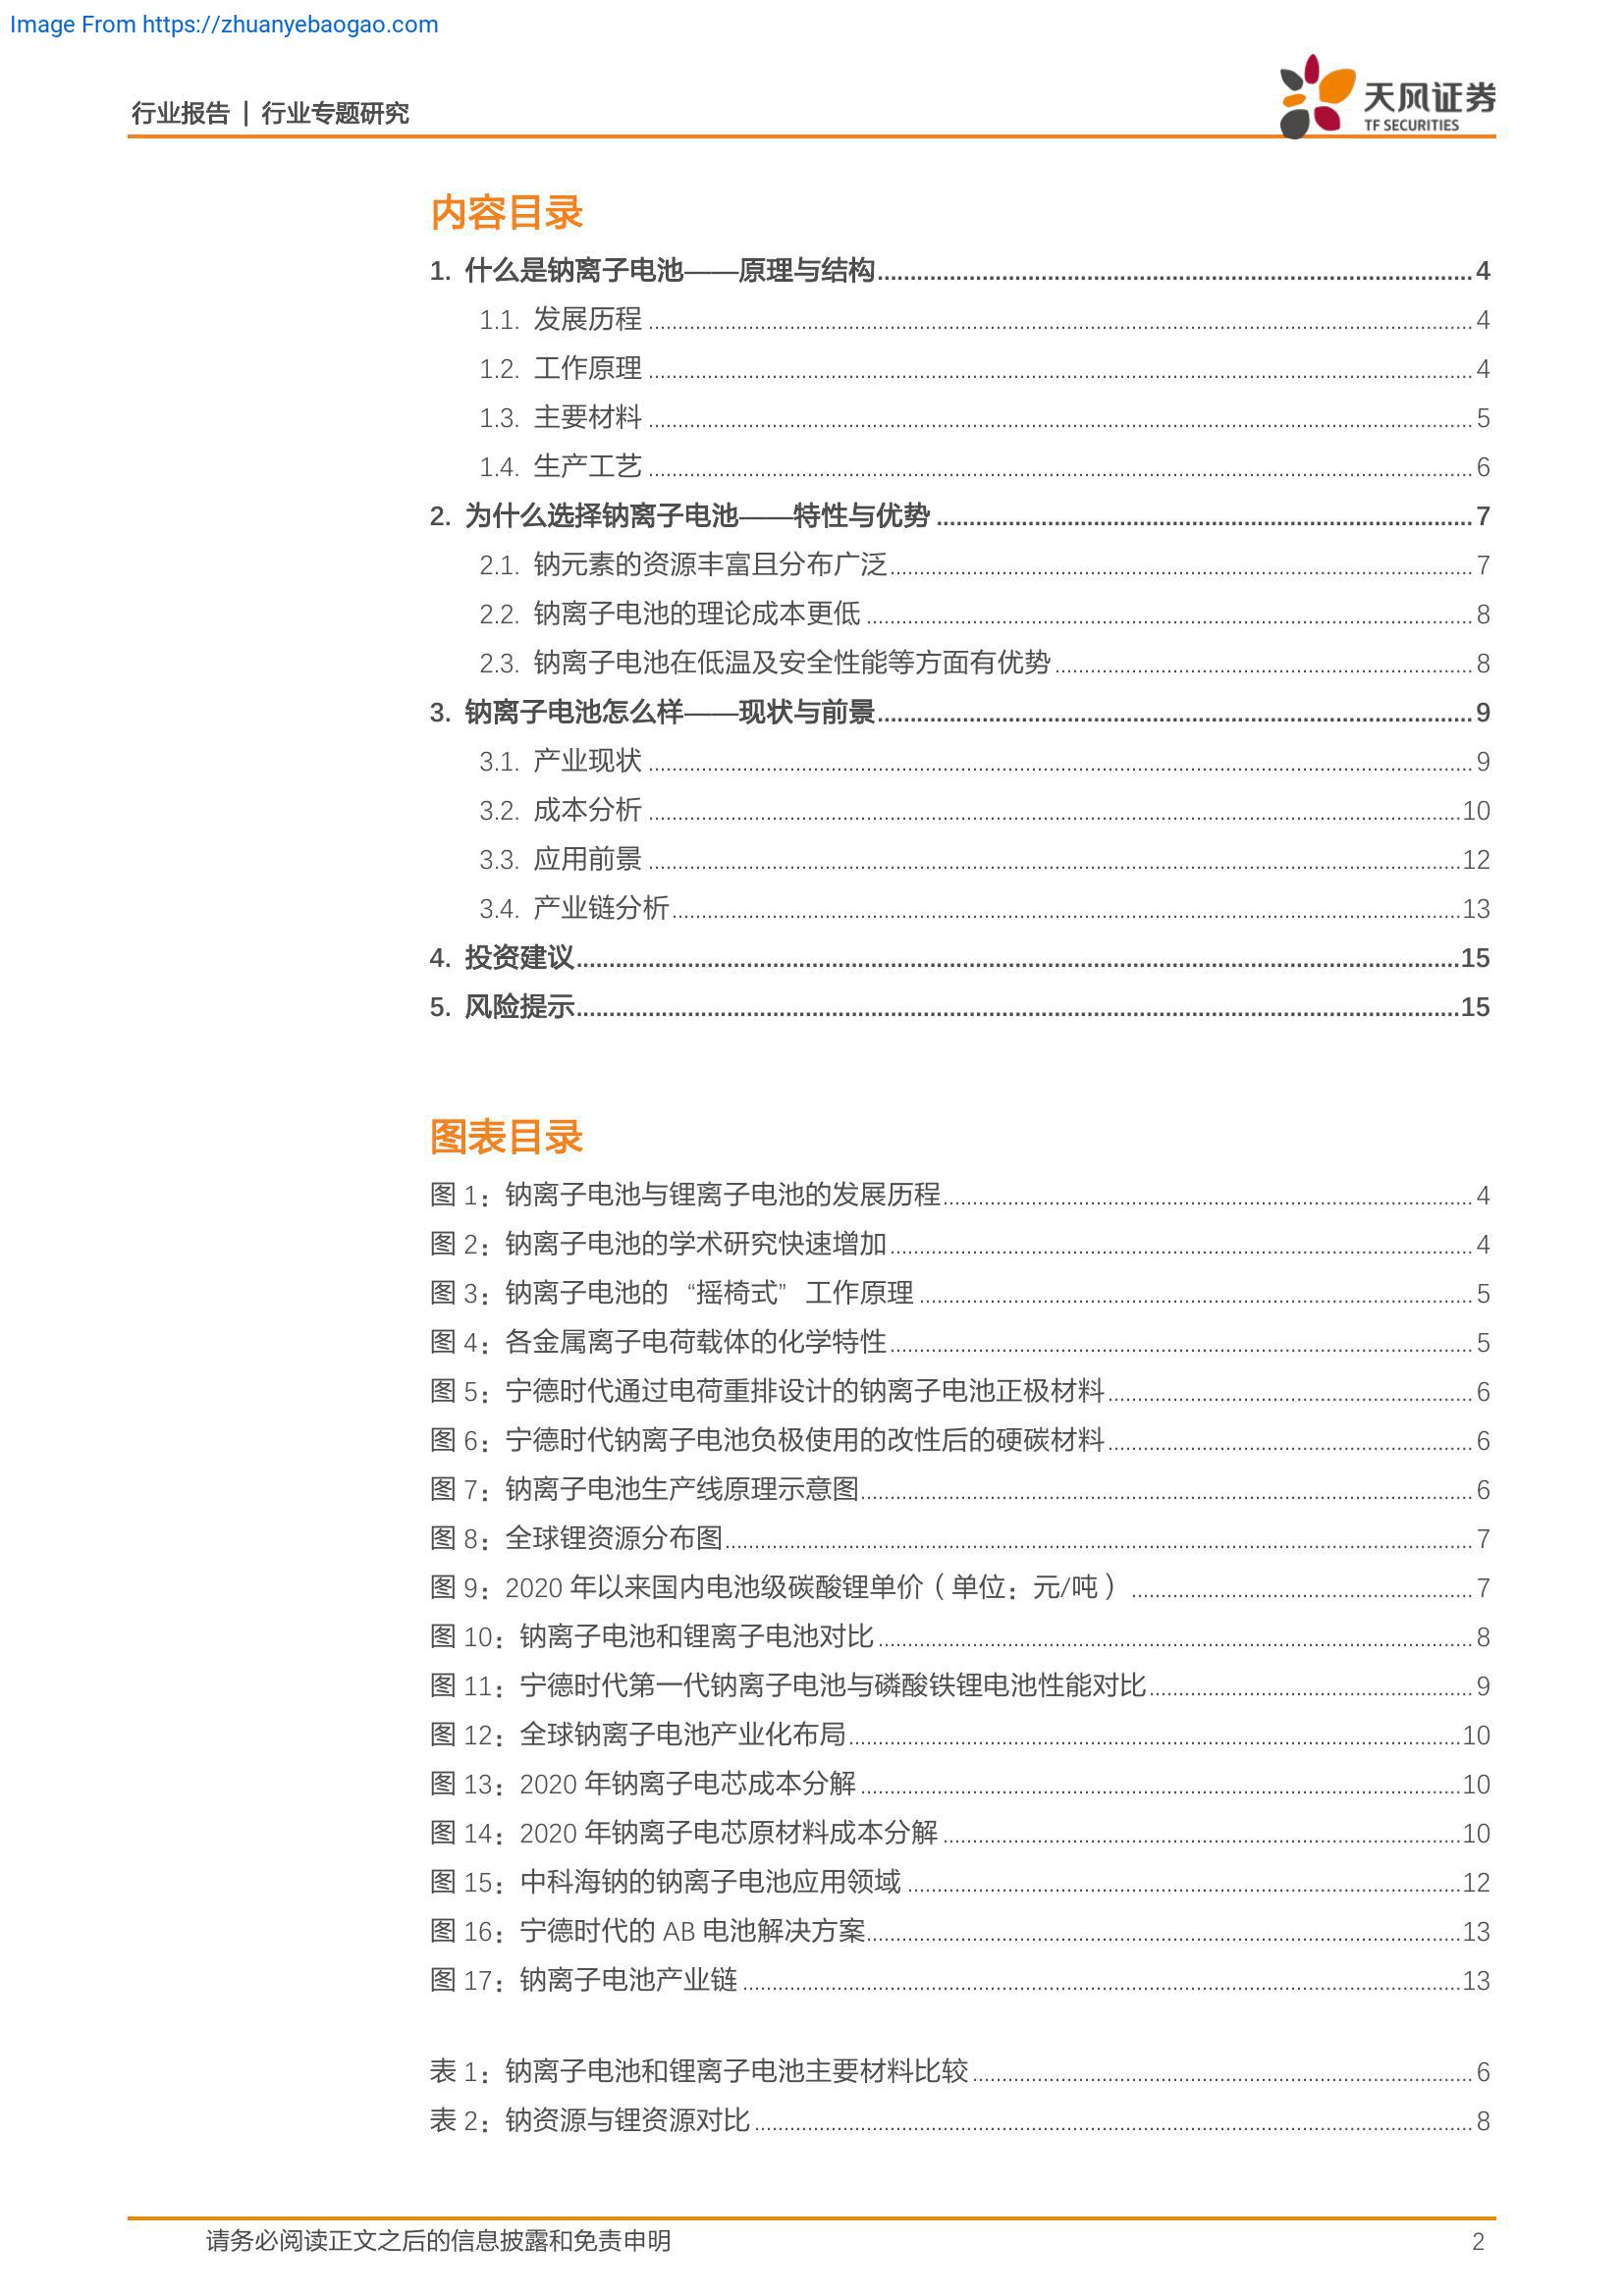 Image From https://zhuanyebaogao.com
行业报告 | 行业专题研究
天风证券
TF SECURITIES
内容目录
1. 什么是钠离子电池——原理与结构 4
1.1. 发展历程 4
1.2. 工作原理 4
1.3. 主要材料 5
1.4. 生产工艺 6
2. 为什么选择钠离子电池——特性与优势 7
2.1. 钠元素的资源丰富且分布广泛 7
2.2. 钠离子电池的理论成本更低 8
2.3. 钠离子电池在低温及安全性能等方面有优势 8
3. 钠离子电池怎么样——现状与前景 9
3.1. 产业现状 9
3.2. 成本分析 10
3.3. 应用前景 12
3.4. 产业链分析 13
4. 投资建议 15
5. 风险提示 15
图表目录
图 1：钠离子电池与锂离子电池的发展历程 4
图 2：钠离子电池的学术研究快速增加 4
图 3：钠离子电池的“摇椅式”工作原理 5
图 4：各金属离子电荷载体的化学特性 5
图 5：宁德时代通过电荷重排设计的钠离子电池正极材料 6
图 6：宁德时代钠离子电池负极使用的改性后的硬碳材料 6
图 7：钠离子电池生产线原理示意图 6
图 8：全球锂资源分布图 7
图 9：2020 年以来国内电池级碳酸锂单价（单位：元/吨） 7
图 10：钠离子电池和锂离子电池对比 8
图 11：宁德时代第一代钠离子电池与磷酸铁锂电池性能对比 9
图 12：全球钠离子电池产业化布局 10
图 13：2020 年钠离子电芯成本分解 10
图 14：2020 年钠离子电芯原材料成本分解 10
图 15：中科海钠的钠离子电池应用领域 12
图 16：宁德时代的 AB 电池解决方案 13
图 17：钠离子电池产业链 13
表 1：钠离子电池和锂离子电池主要材料比较 6
表 2：钠资源与锂资源对比 8
请务必阅读正文之后的信息披露和免责申明 2